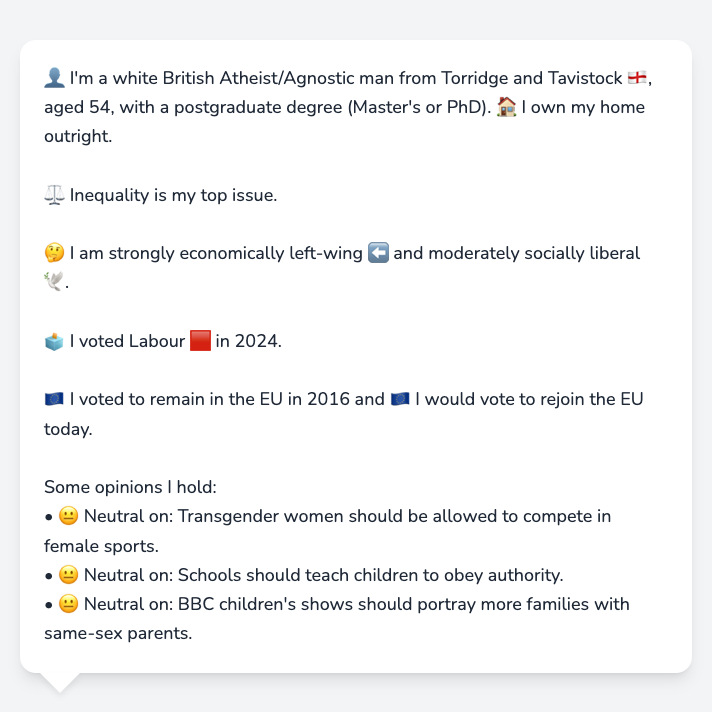 👤 I'm a white British Atheist/Agnostic man from Torridge and Tavistock 🏴󠁧󠁢󠁥󠁮󠁧󠁿,
aged 54, with a postgraduate degree (Master's or PhD). 🏠 I own my home
outright.
⚖️ Inequality is my top issue.
🤔 I am strongly economically left-wing ⬅️ and moderately socially liberal
🕊️.
🗳️ I voted Labour 🟥 in 2024.
🇪🇺 I voted to remain in the EU in 2016 and 🇪🇺 I would vote to rejoin the EU
today.
Some opinions I hold:
• 😐 Neutral on: Transgender women should be allowed to compete in
female sports.
• 😐 Neutral on: Schools should teach children to obey authority.
• 😐 Neutral on: BBC children's shows should portray more families with
same-sex parents.